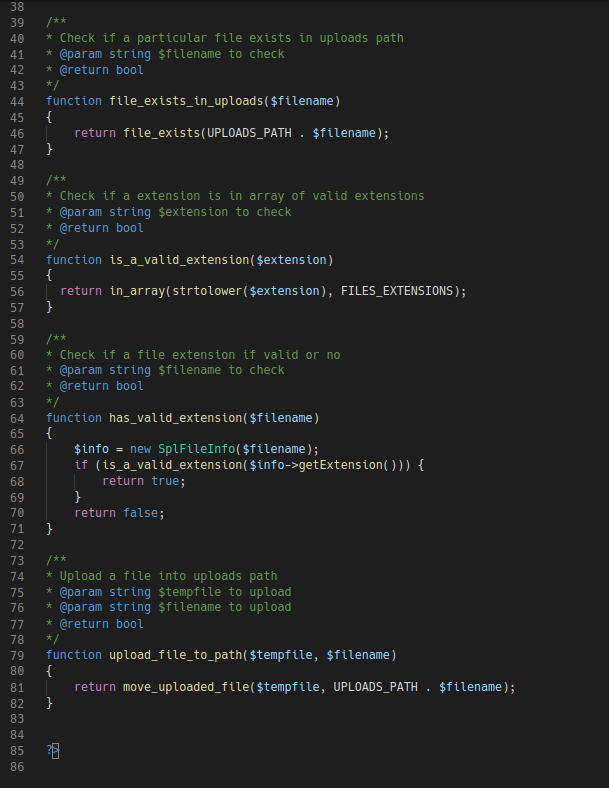 38
39 /**
40 * Check if a particular file exists in uploads path
41 * @param string $filename to check
42 * @return bool
43 */
44 function file_exists_in_uploads($filename)
45 {
46     return file_exists(UPLOADS_PATH . $filename);
47 }
48
49 /**
50 * Check if a extension is in array of valid extensions
51 * @param string $extension to check
52 * @return bool
53 */
54 function is_a_valid_extension($extension)
55 {
56   return in_array(strtolower($extension), FILES_EXTENSIONS);
57 }
58
59 /**
60 * Check if a file extension if valid or no
61 * @param string $filename to check
62 * @return bool
63 */
64 function has_valid_extension($filename)
65 {
66     $info = new SplFileInfo($filename);
67     if (is_a_valid_extension($info->getExtension())) {
68         return true;
69     }
70     return false;
71 }
72
73 /**
74 * Upload a file into uploads path
75 * @param string $tempfile to upload
76 * @param string $filename to upload
77 * @return bool
78 */
79 function upload_file_to_path($tempfile, $filename)
80 {
81     return move_uploaded_file($tempfile, UPLOADS_PATH . $filename);
82 }
83
84
85 ?>
86